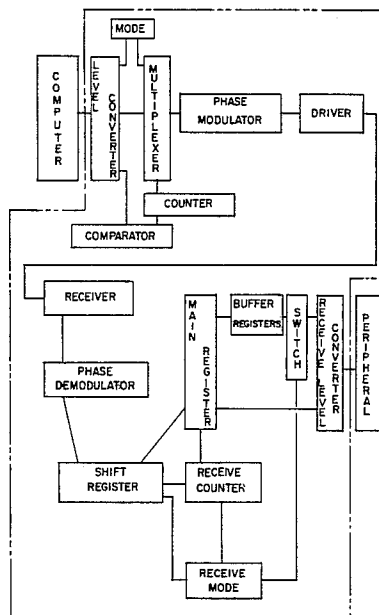 MODE
COMPUTER
LEVEL
CONVERTER
MULTIPLEXER
PHASE
MODULATOR
DRIVER
COUNTER
COMPARATOR
RECEIVER
MAIN
REGISTER
BUFFER
REGISTERS
SWITCH
RECEIVE LEVEL
CONVERTER
PERIPHERAL
PHASE
DEMODULATOR
SHIFT
REGISTER
RECEIVE
COUNTER
RECEIVE
MODE